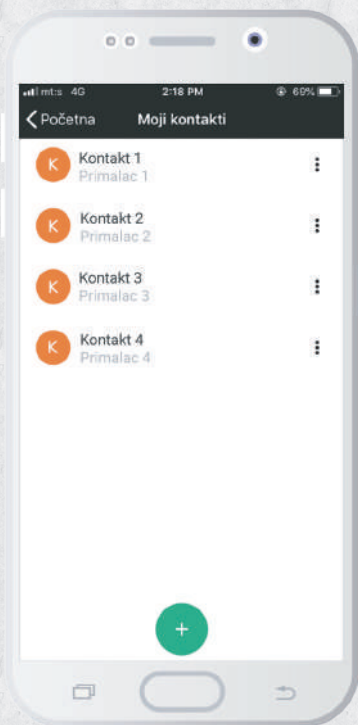 mt:s 4G 2:18 PM 69%
Početna Moji kontakti
K Kontakt 1
Primalac 1
K Kontakt 2
Primalac 2
K Kontakt 3
Primalac 3
K Kontakt 4
Primalac 4
+